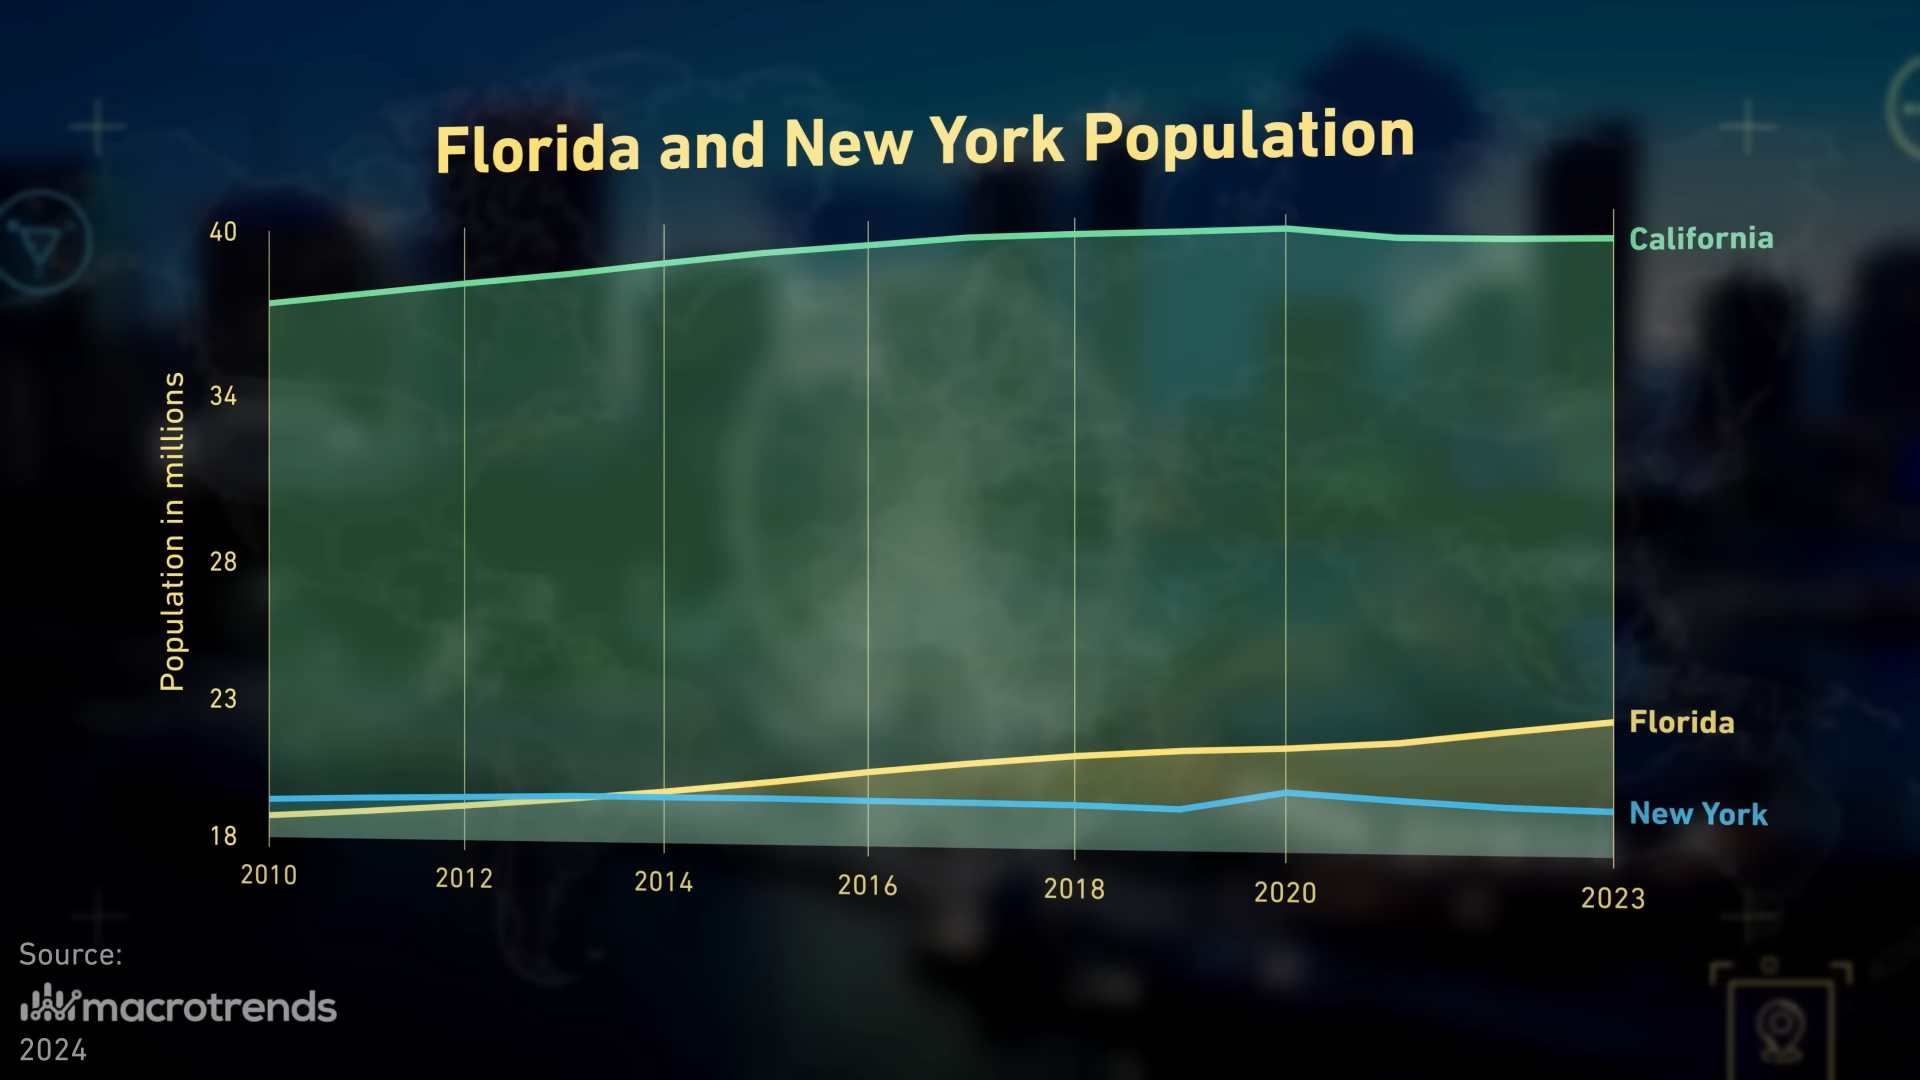 Florida and New York Population
40
34
28
23
18
Population in millions
California
Florida
New York
2010 2012 2014 2016 2018 2020 2023
Source:
macrotrends
2024